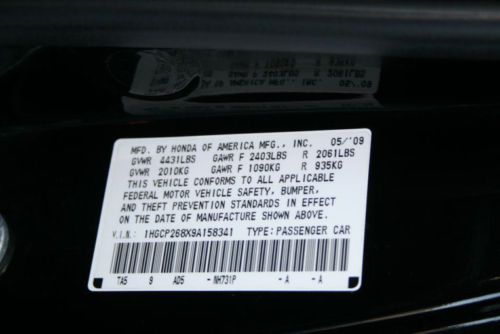 MFD. BY HONDA OF AMERICA MFG., INC. 05/'09
GVWR 4431LBS GAWR F 2403LBS R 2061LBS
GVWR 2010KG GAWR F 1090KG R 935KG
THIS VEHICLE CONFORMS TO ALL APPLICABLE
FEDERAL MOTOR VEHICLE SAFETY, BUMPER,
AND THEFT PREVENTION STANDARDS IN EFFECT
ON THE DATE OF MANUFACTURE SHOWN ABOVE.
V.I.N.: 1HGCP268X9A158341 TYPE: PASSENGER CAR
TA5 9 AD5 -NH731P -A -A